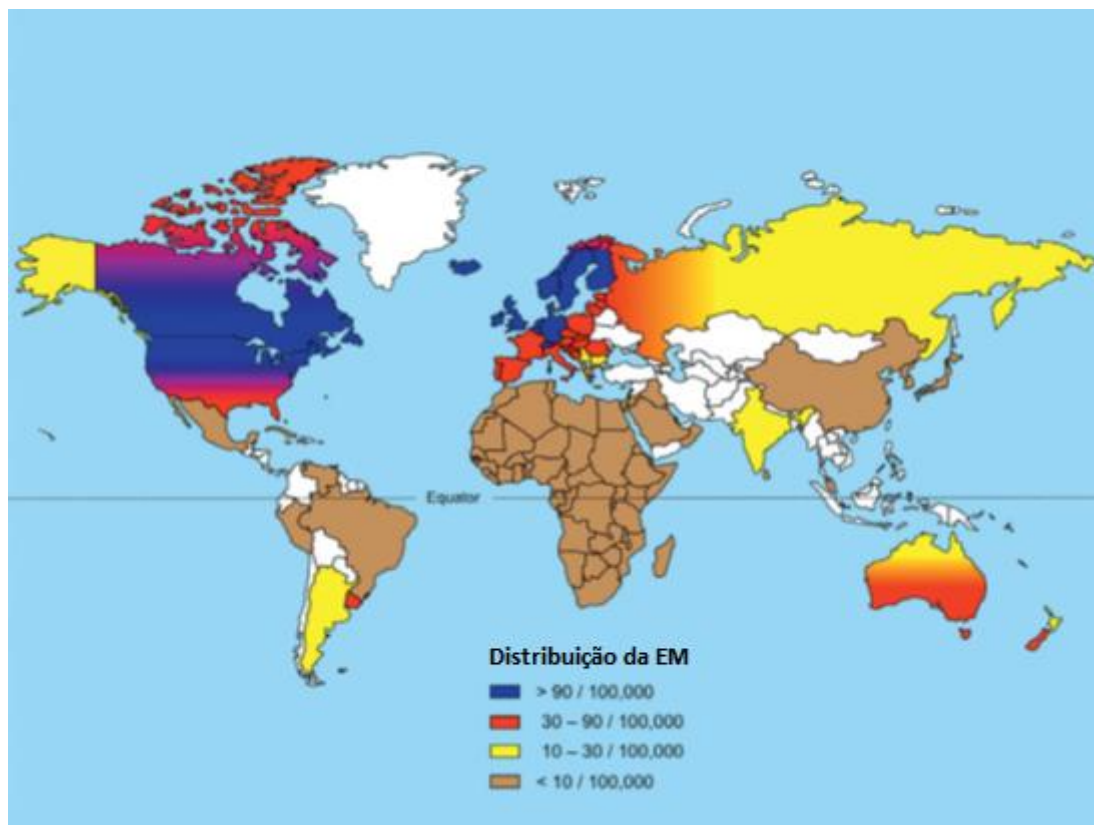 Equator
Distribuição da EM
> 90 / 100,000
30 – 90 / 100,000
10 – 30 / 100,000
< 10 / 100,000